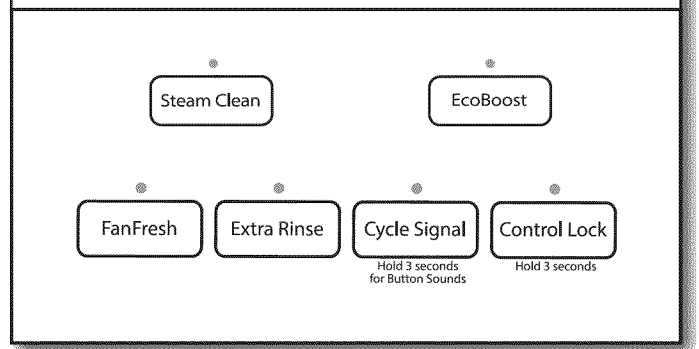 Steam Clean
EcoBoost
FanFresh
Extra Rinse
Cycle Signal
Control Lock
Hold 3 seconds
for Button Sounds
Hold 3 seconds